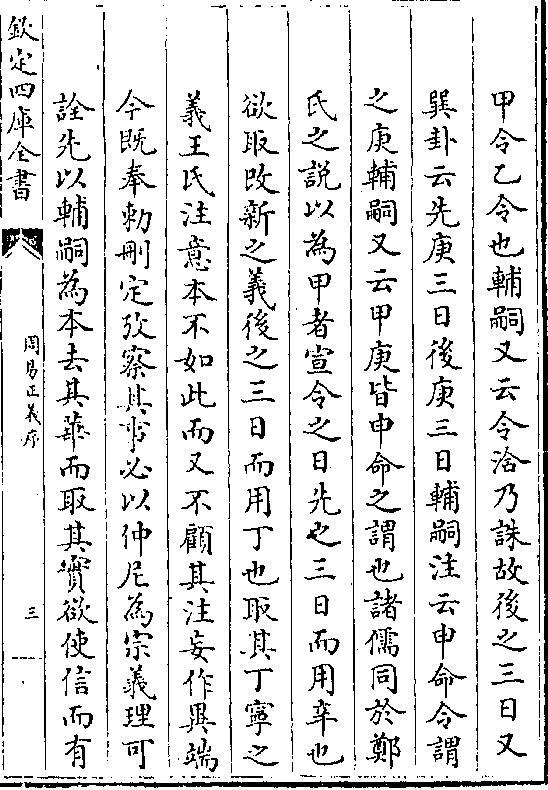 甲令乙令也輔嗣又云令洽乃誅故後之三日又
巽卦云先庚三日後庚三日輔嗣注云申命令謂
之庚輔嗣又云甲庚皆申命之謂也諸儒同於鄭
氏之說以為甲者宣令之日先之三日而用辛也
欲取改新之義後之三日而用丁也取其丁寧之
義王氏注意本不如此而又不顧其注妄作異端
今既奉勅刪定攷察其事必以仲尼為宗義理可
詮先以輔嗣為本去其華而取其實欲使信而有
欽定四庫全書
周易正義序
三